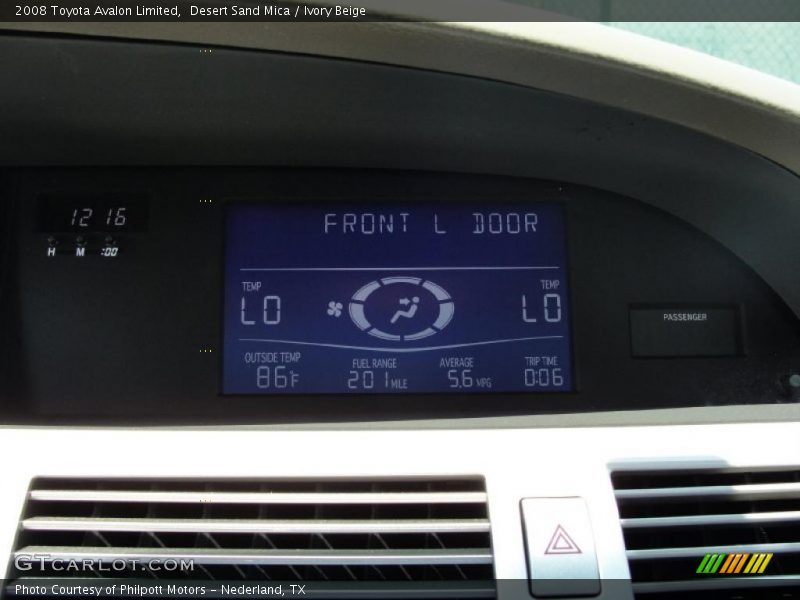 2008 Toyota Avalon Limited,  Desert Sand Mica / Ivory Beige
12 16
H M :00
FRONT L DOOR
TEMP TEMP
LO LO
PASSENGER
OUTSIDE TEMP FUEL RANGE AVERAGE TRIP TIME
86°F 201 MILE 5.6 MPG 0:06
GTCARLOT.COM
Photo Courtesy of Philpott Motors - Nederland, TX